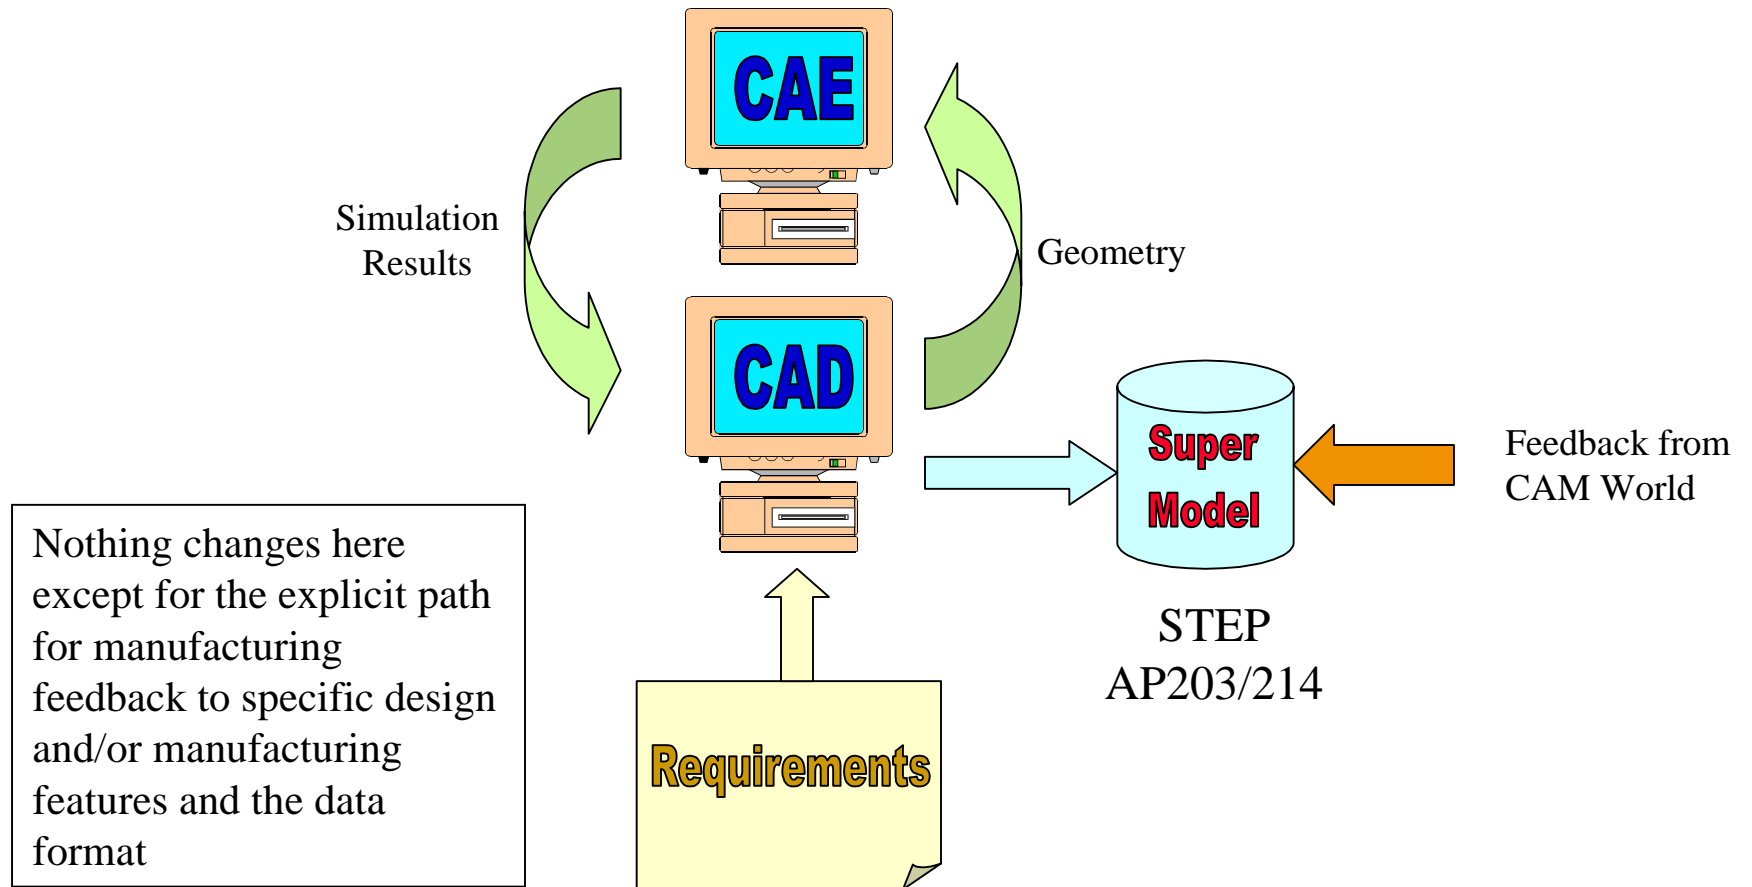 CAE
Simulation
Results
Geometry
CAD
Super
Model
Feedback from
CAM World
STEP
AP203/214
Nothing changes here
except for the explicit path
for manufacturing
feedback to specific design
and/or manufacturing
features and the data
format
Requirements